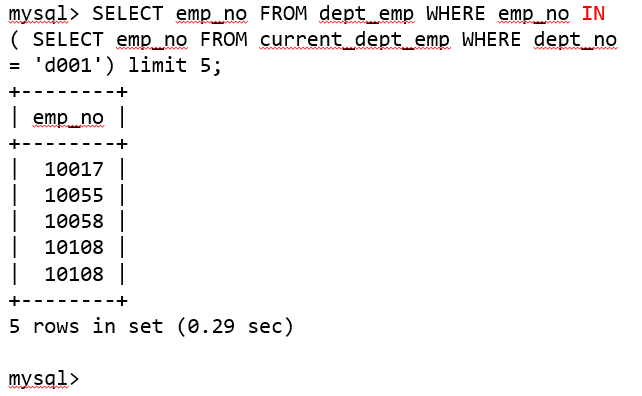 mysql> SELECT emp_no FROM dept_emp WHERE emp_no IN
( SELECT emp_no FROM current_dept_emp WHERE dept_no
= 'd001') limit 5;
+--------+
| emp_no |
+--------+
|  10017 |
|  10055 |
|  10058 |
|  10108 |
|  10108 |
+--------+
5 rows in set (0.29 sec)
mysql>